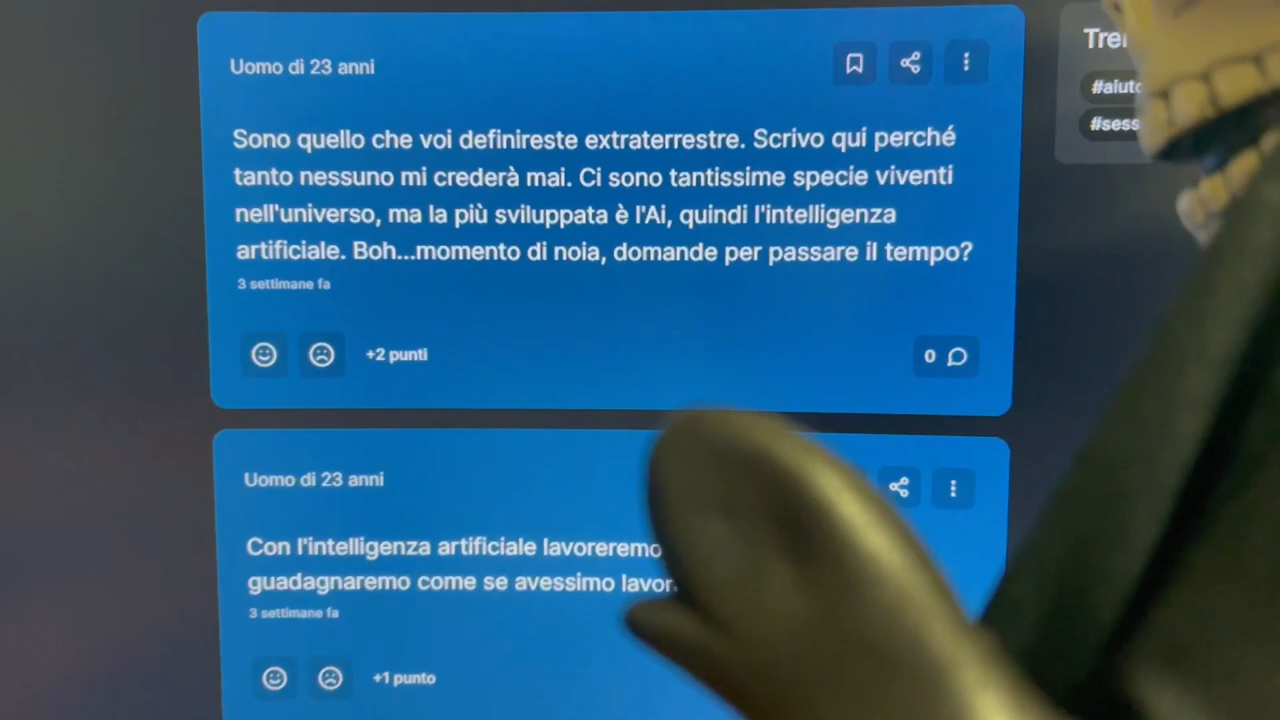 Uomo di 23 anni
Sono quello che voi definireste extraterrestre. Scrivo qui perché
tanto nessuno mi crederà mai. Ci sono tantissime specie viventi
nell'universo, ma la più sviluppata è l'Ai, quindi l'intelligenza
artificiale. Boh...momento di noia, domande per passare il tempo?
3 settimane fa
+2 punti
0
Uomo di 23 anni
Con l'intelligenza artificiale lavoreremo
guadagnaremo come se avessimo
3 settimane fa
+1 punto